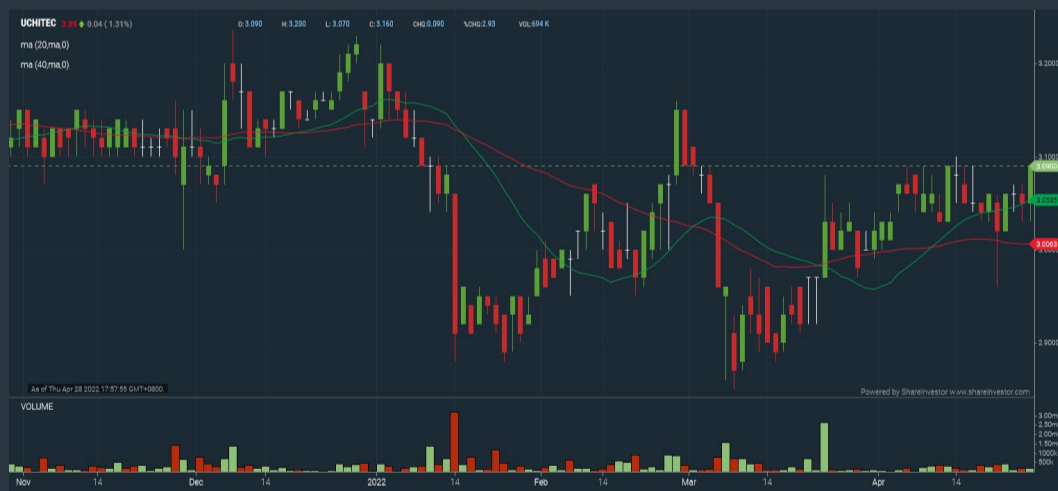 UCHITEC 3.09 0.04 ( 1.31%) O:3.090 H:3.200 L:3.070 C:3.160 CHG:0.090 %CHG:2.93 VOL:694 K
ma (20,ma,0)
ma (40,ma,0)
3.2000
3.1000
3.0900
3.0535
3.0063
3.0000
2.9000
As of Thu Apr 28 2022 17:57:55 GMT+0800.
Powered by ShareInvestor www.shareinvestor.com
VOLUME
3.00m
2.50m
2.00m
1.50m
1000k
500k
Nov 14 Dec 14 2022 14 Feb 14 Mar 14 Apr 14